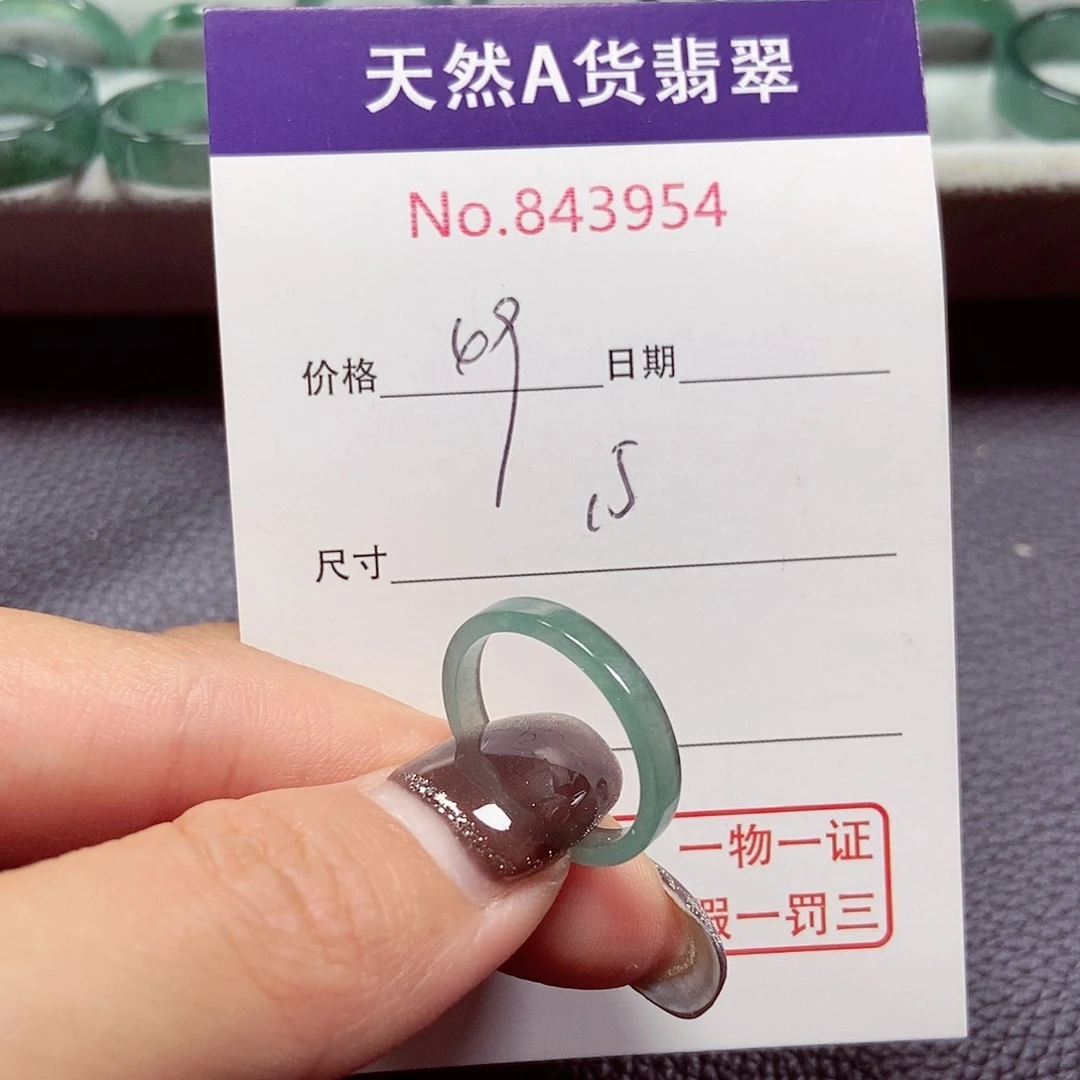 天然A货翡翠
No.843954
价格 69 日期
尺寸 15
一物一证
假一罚三